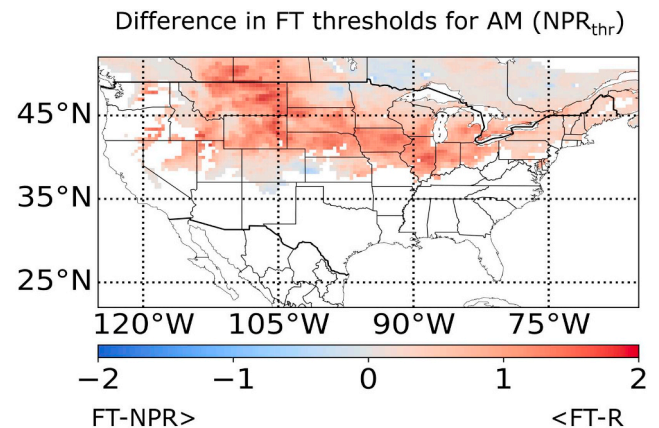 Difference in FT thresholds for AM (NPRthr)
45°N
35°N
25°N
120°W 105°W 90°W 75°W
−2 −1 0 1 2
FT-NPR> <FT-R